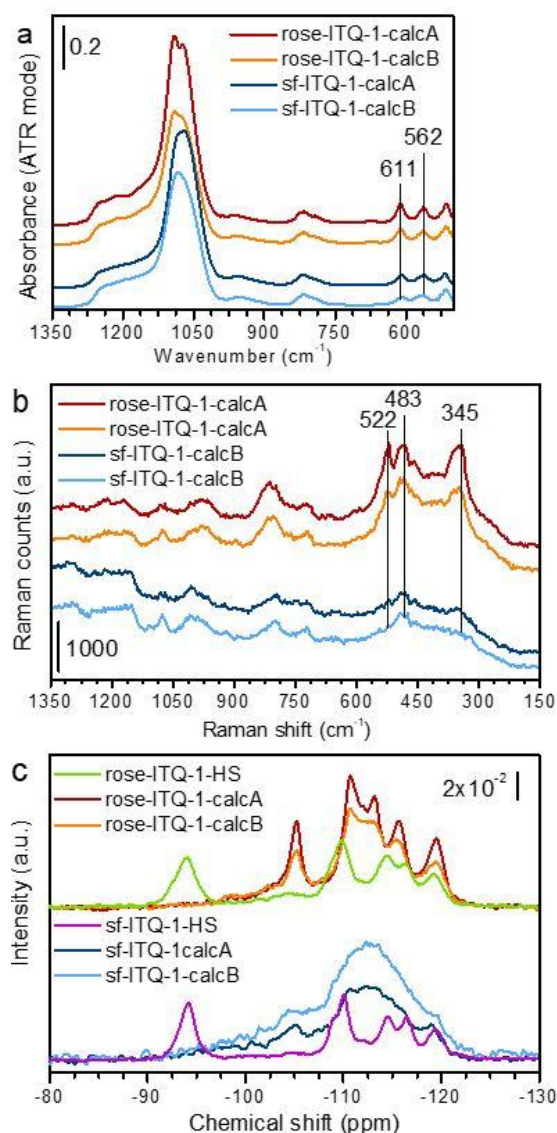 a
0.2
rose-ITQ-1-calcA
rose-ITQ-1-calcB
sf-ITQ-1-calcA
sf-ITQ-1-calcB
562
611
Absorbance (ATR mode)
1350 1200 1050 900 750 600
Wavenumber (cm-1)
b
rose-ITQ-1-calcA
rose-ITQ-1-calcA
sf-ITQ-1-calcB
sf-ITQ-1-calcB
483
522
345
Raman counts (a.u.)
1000
1350 1200 1050 900 750 600 450 300 150
Raman shift (cm-1)
c
rose-ITQ-1-HS
rose-ITQ-1-calcA
rose-ITQ-1-calcB
2x10-2
sf-ITQ-1-HS
sf-ITQ-1calcA
sf-ITQ-1-calcB
Intensity (a.u.)
-80 -90 -100 -110 -120 -130
Chemical shift (ppm)